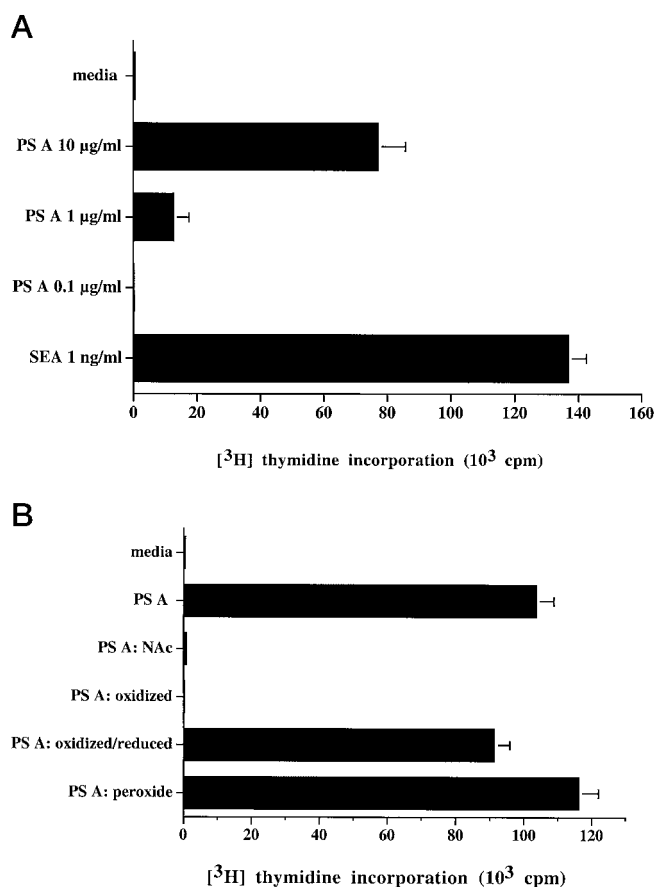 A
media
PS A 10 µg/ml
PS A 1 µg/ml
PS A 0.1 µg/ml
SEA 1 ng/ml
0 20 40 60 80 100 120 140 160
[3H] thymidine incorporation (103 cpm)
B
media
PS A
PS A: NAc
PS A: oxidized
PS A: oxidized/reduced
PS A: peroxide
0 20 40 60 80 100 120
[3H] thymidine incorporation (103 cpm)